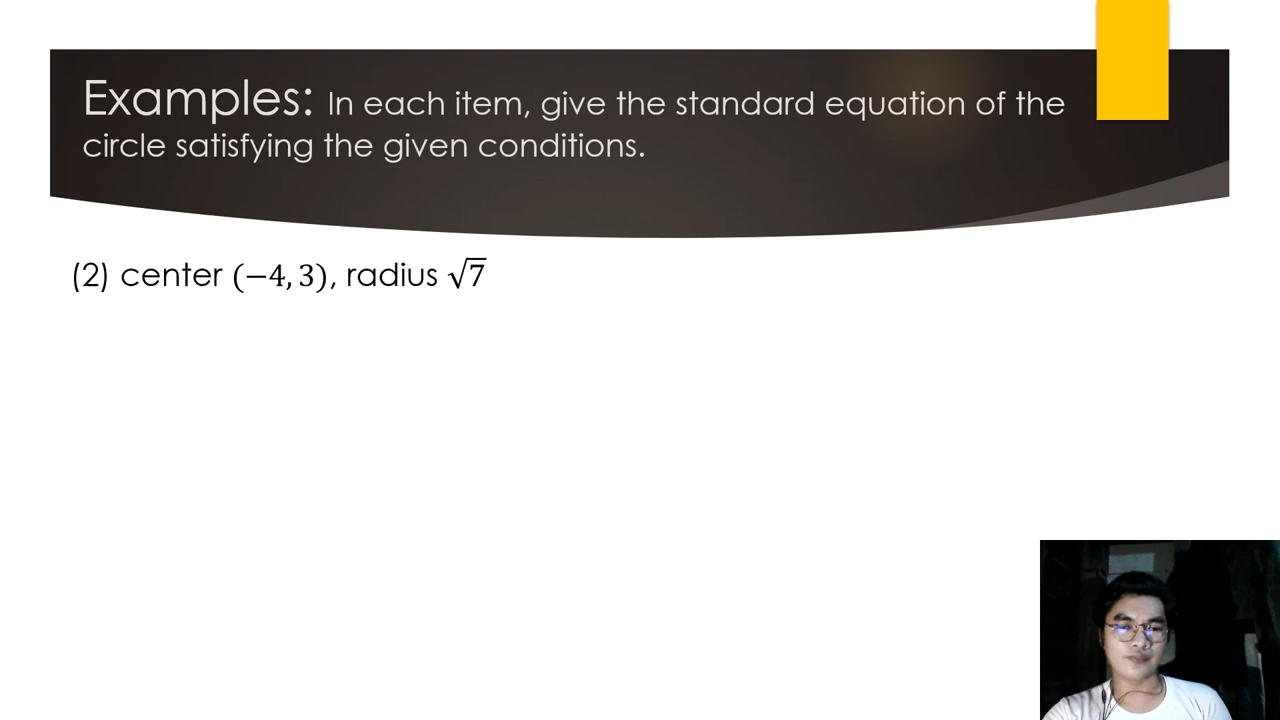 Examples: In each item, give the standard equation of the
circle satisfying the given conditions.
(2) center (−4, 3), radius √7